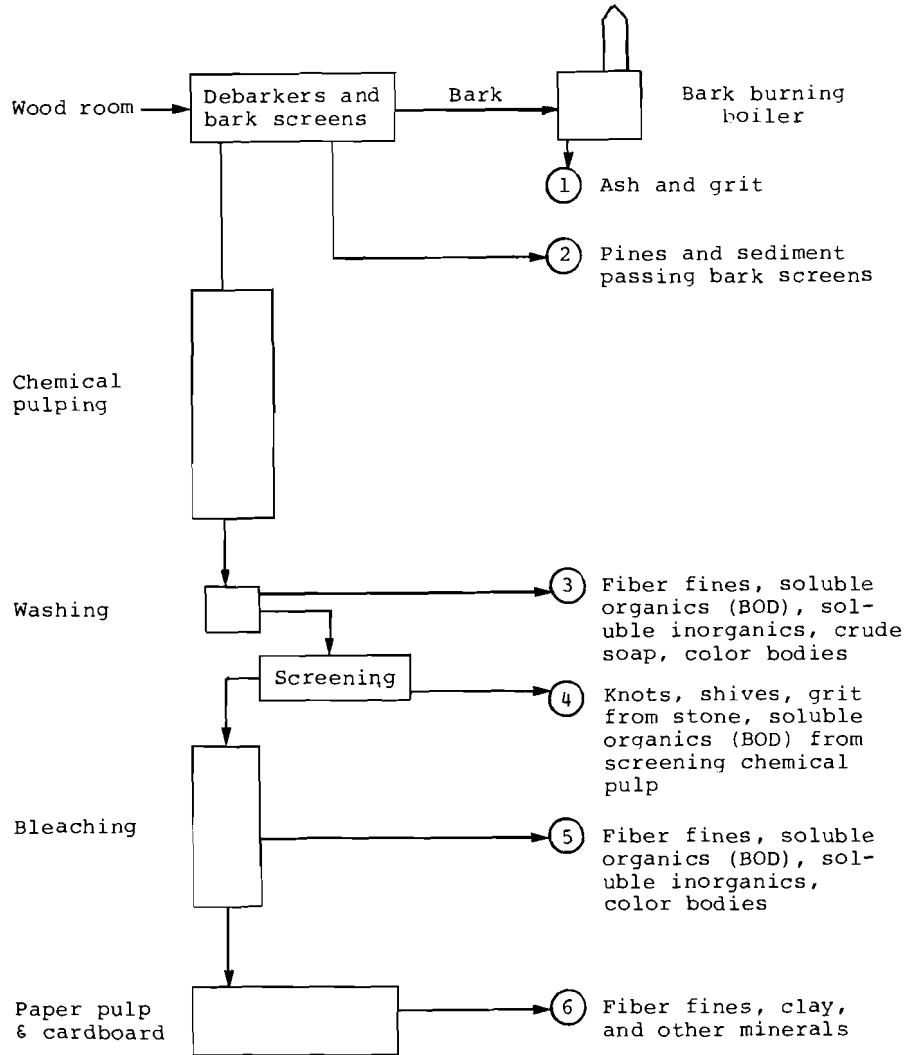 Wood room
Debarkers and
bark screens
Bark
Bark burning
boiler
1 Ash and grit
2 Pines and sediment
passing bark screens
Chemical
pulping
Washing
3 Fiber fines, soluble
organics (BOD), sol-
uble inorganics, crude
soap, color bodies
Screening
4 Knots, shives, grit
from stone, soluble
organics (BOD) from
screening chemical
pulp
Bleaching
5 Fiber fines, soluble
organics (BOD), sol-
uble inorganics,
color bodies
Paper pulp
& cardboard
6 Fiber fines, clay,
and other minerals